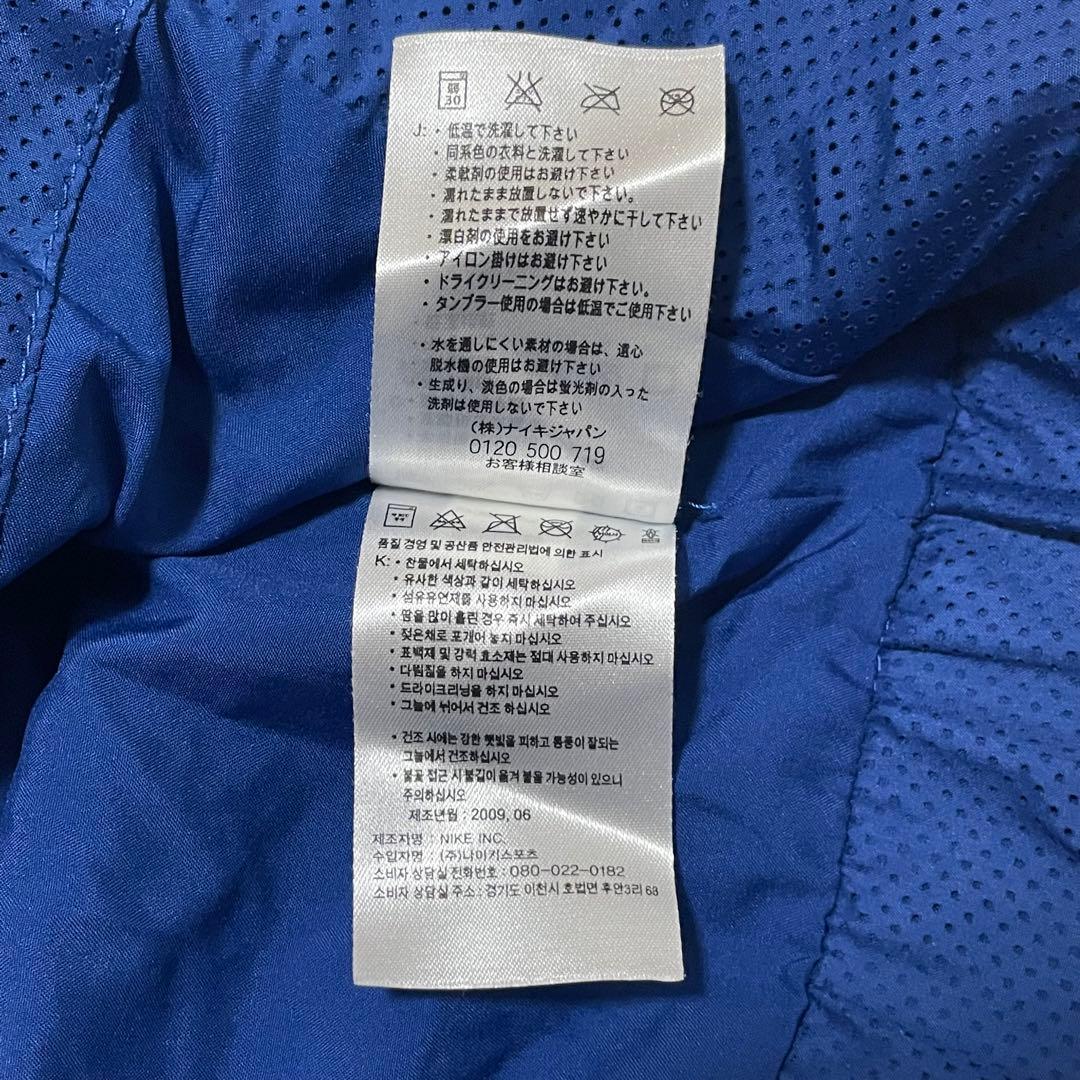 弱
30
J: ・低温で洗濯して下さい
・同系色の衣料と洗濯して下さい
・柔軟剤の使用はお避け下さい
・濡れたまま放置しないで下さい。
・濡れたままで放置せず速やかに干して下さい
・漂白剤の使用をお避け下さい
・アイロン掛けはお避け下さい
・ドライクリーニングはお避け下さい。
・タンブラー使用の場合は低温でご使用下さい
・水を通しにくい素材の場合は、遠心
脱水機の使用はお避け下さい
・生成り、淡色の場合は蛍光剤の入った
洗剤は使用しないで下さい
(株)ナイキジャパン
0120 500 719
お客様相談室
품질 경영 및 공산품 안전관리법에 의한 표시
K: • 찬물에서 세탁하십시오
• 유사한 색상과 같이 세탁하십시오
• 섬유유연제를 사용하지 마십시오
• 땀을 많이 흘린 경우 즉시 세탁하여 주십시오
• 젖은채로 포개어 놓지 마십시오
• 표백제 및 강력 효소제는 절대 사용하지 마십시오
• 다림질을 하지 마십시오
• 드라이크리닝을 하지 마십시오
• 그늘에 뉘어서 건조 하십시오
• 건조 시에는 강한 햇빛을 피하고 통풍이 잘되는
그늘에서 건조하십시오
• 불꽃 접근 시 불길이 옮겨 붙을 가능성이 있으니
주의하십시오
제조년월 : 2009, 06
제조자명 : NIKE INC.
수입자명 : (주)나이키스포츠
소비자 상담실 전화번호 : 080-022-0182
소비자 상담실 주소 : 경기도 이천시 호법면 후안3리 68